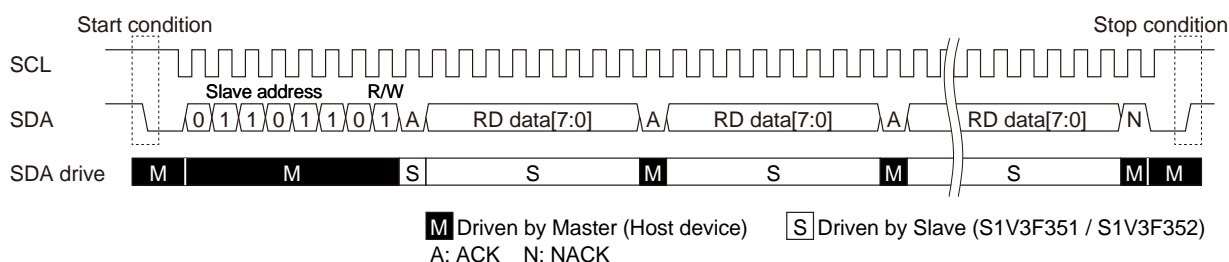 Start condition Stop condition
SCL
Slave address R/W
SDA 0 1 1 0 1 1 0 1 A RD data[7:0] A RD data[7:0] A RD data[7:0] N
SDA drive M M S S M S M S M M
M Driven by Master (Host device) S Driven by Slave (S1V3F351 / S1V3F352)
A: ACK N: NACK